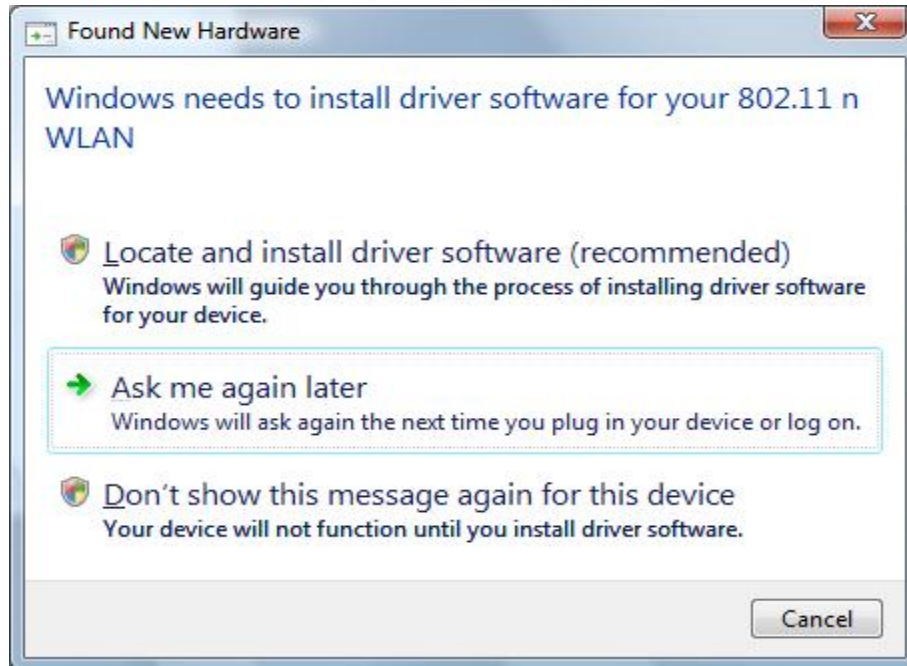 Found New Hardware
Windows needs to install driver software for your 802.11 n
WLAN
Locate and install driver software (recommended)
Windows will guide you through the process of installing driver software
for your device.
Ask me again later
Windows will ask again the next time you plug in your device or log on.
Don't show this message again for this device
Your device will not function until you install driver software.
Cancel